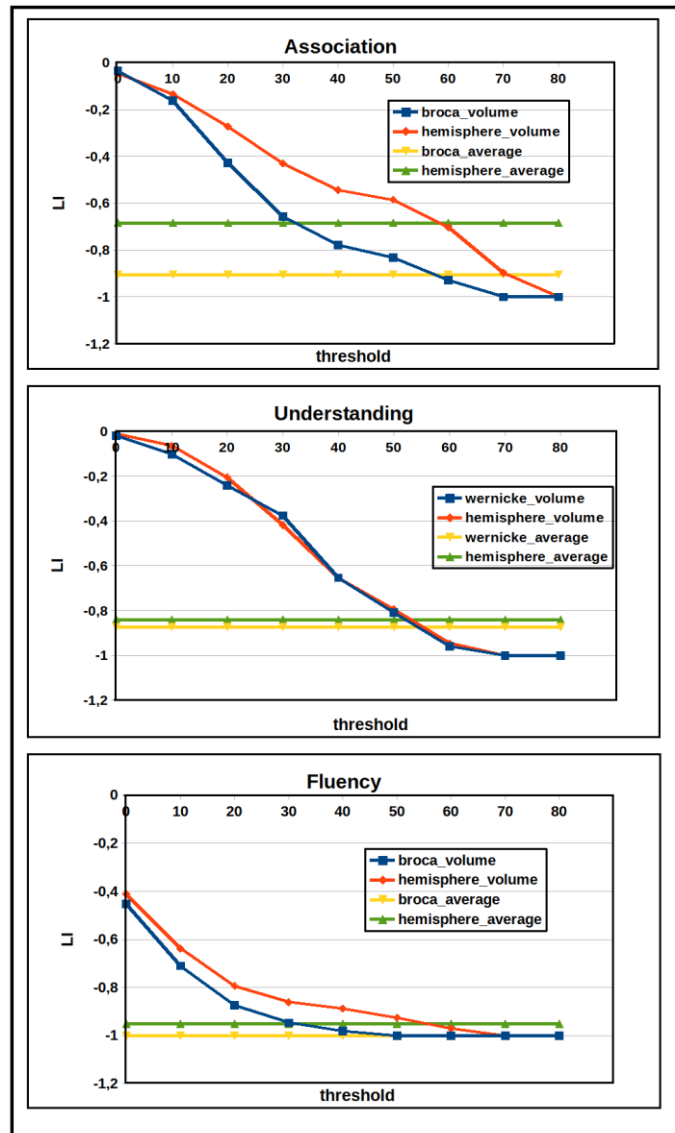 Association
0
0 10 20 30 40 50 60 70 80
-0,2
-0,4
-0,6
-0,8
-1
-1,2
LI
broca_volume
hemisphere_volume
broca_average
hemisphere_average
threshold
Understanding
0
0 10 20 30 40 50 60 70 80
-0,2
-0,4
-0,6
-0,8
-1
-1,2
LI
wernicke_volume
hemisphere_volume
wernicke_average
hemisphere_average
threshold
Fluency
0
0 10 20 30 40 50 60 70 80
-0,2
-0,4
-0,6
-0,8
-1
-1,2
LI
broca_volume
hemisphere_volume
broca_average
hemisphere_average
threshold